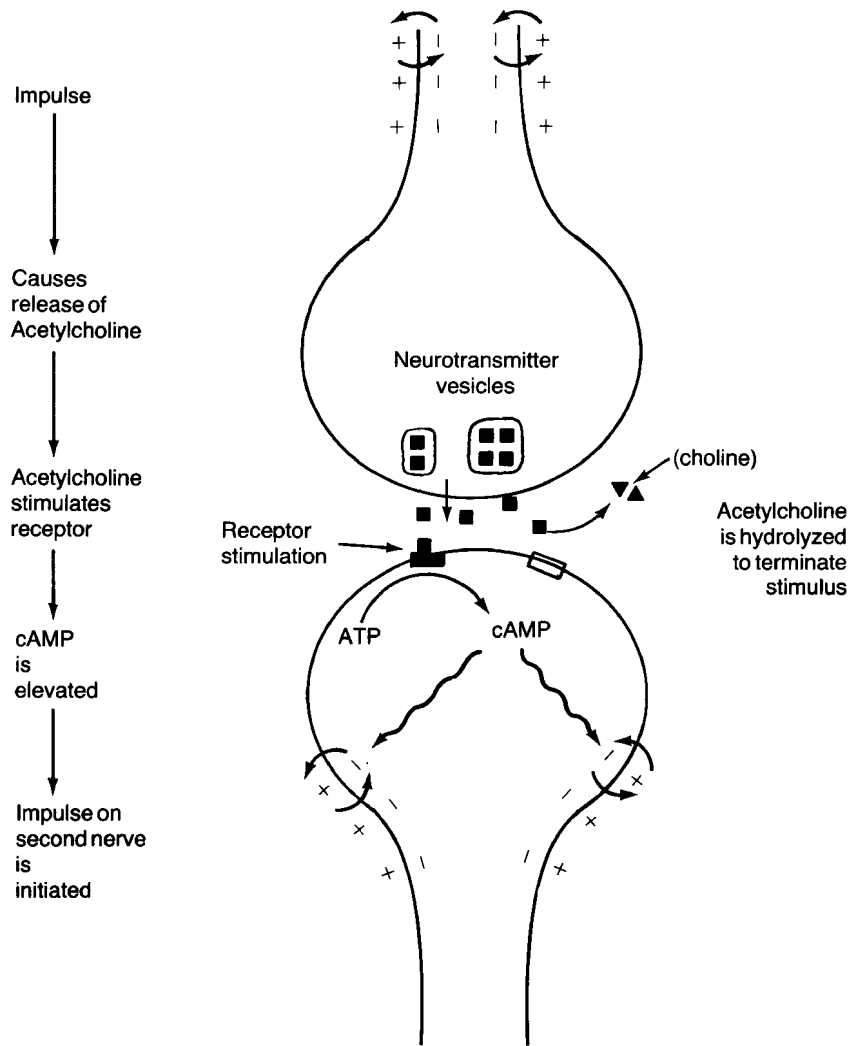 Impulse
Causes
release of
Acetylcholine
Acetylcholine
stimulates
receptor
cAMP
is
elevated
Impulse on
second nerve
is
initiated
Neurotransmitter
vesicles
(choline)
Receptor
stimulation
Acetylcholine
is hydrolyzed
to terminate
stimulus
ATP
cAMP